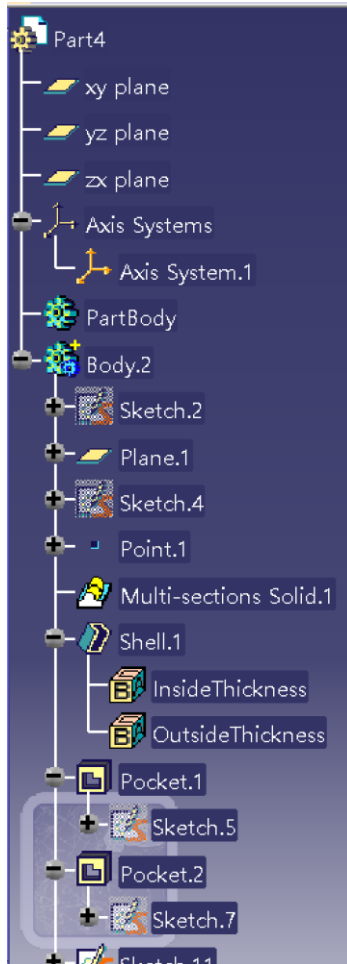 Part4
xy plane
yz plane
zx plane
Axis Systems
Axis System.1
PartBody
Body.2
Sketch.2
Plane.1
Sketch.4
Point.1
Multi-sections Solid.1
Shell.1
InsideThickness
OutsideThickness
Pocket.1
Sketch.5
Pocket.2
Sketch.7
Sketch.11